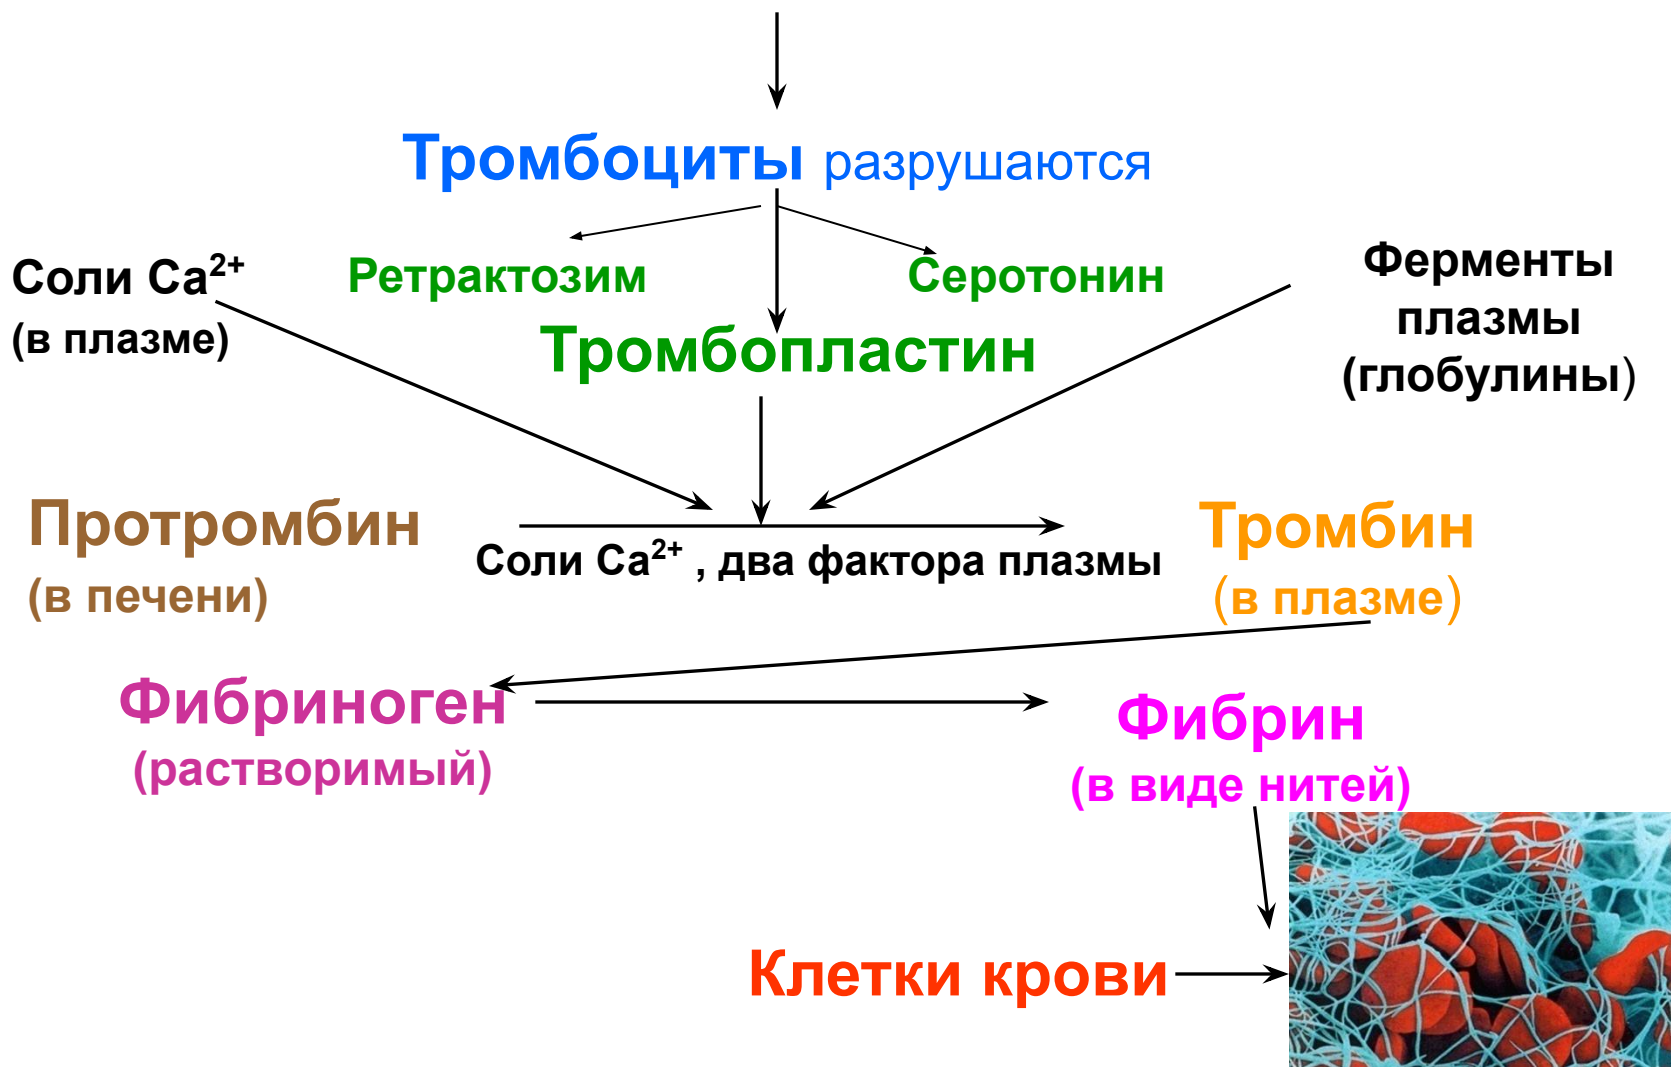 Тромбоциты разрушаются
Соли Ca²⁺
(в плазме)
Ретрактозим
Серотонин
Ферменты
плазмы
(глобулины)
Тромбопластин
Протромбин
(в печени)
Соли Ca²⁺ , два фактора плазмы
Тромбин
(в плазме)
Фибриноген
(растворимый)
Фибрин
(в виде нитей)
Клетки крови